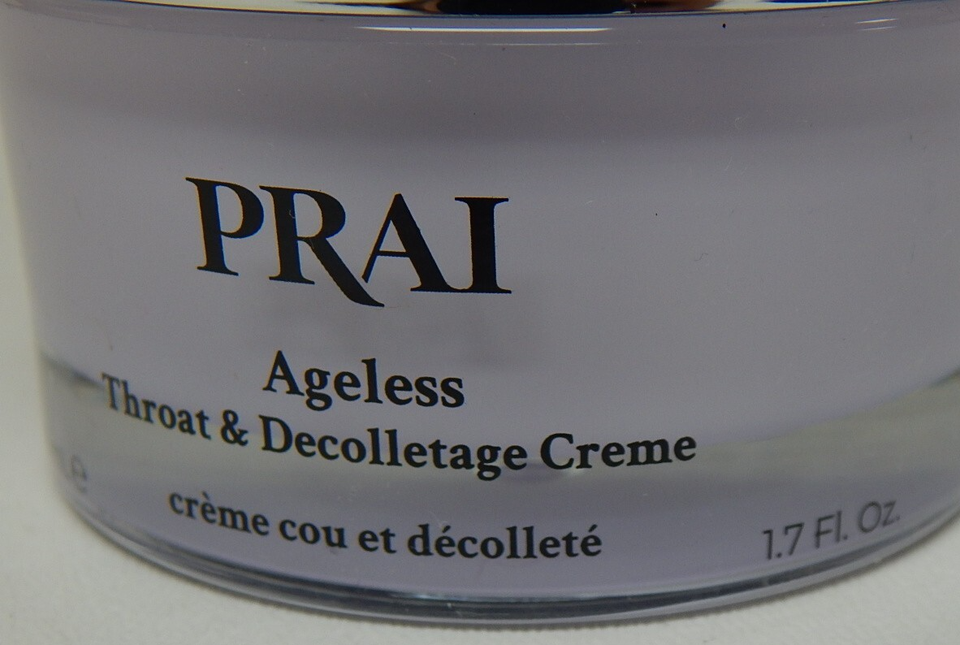 PRAI
Ageless
Throat & Decolletage Creme
crème cou et décolleté
1.7 Fl. Oz.
e